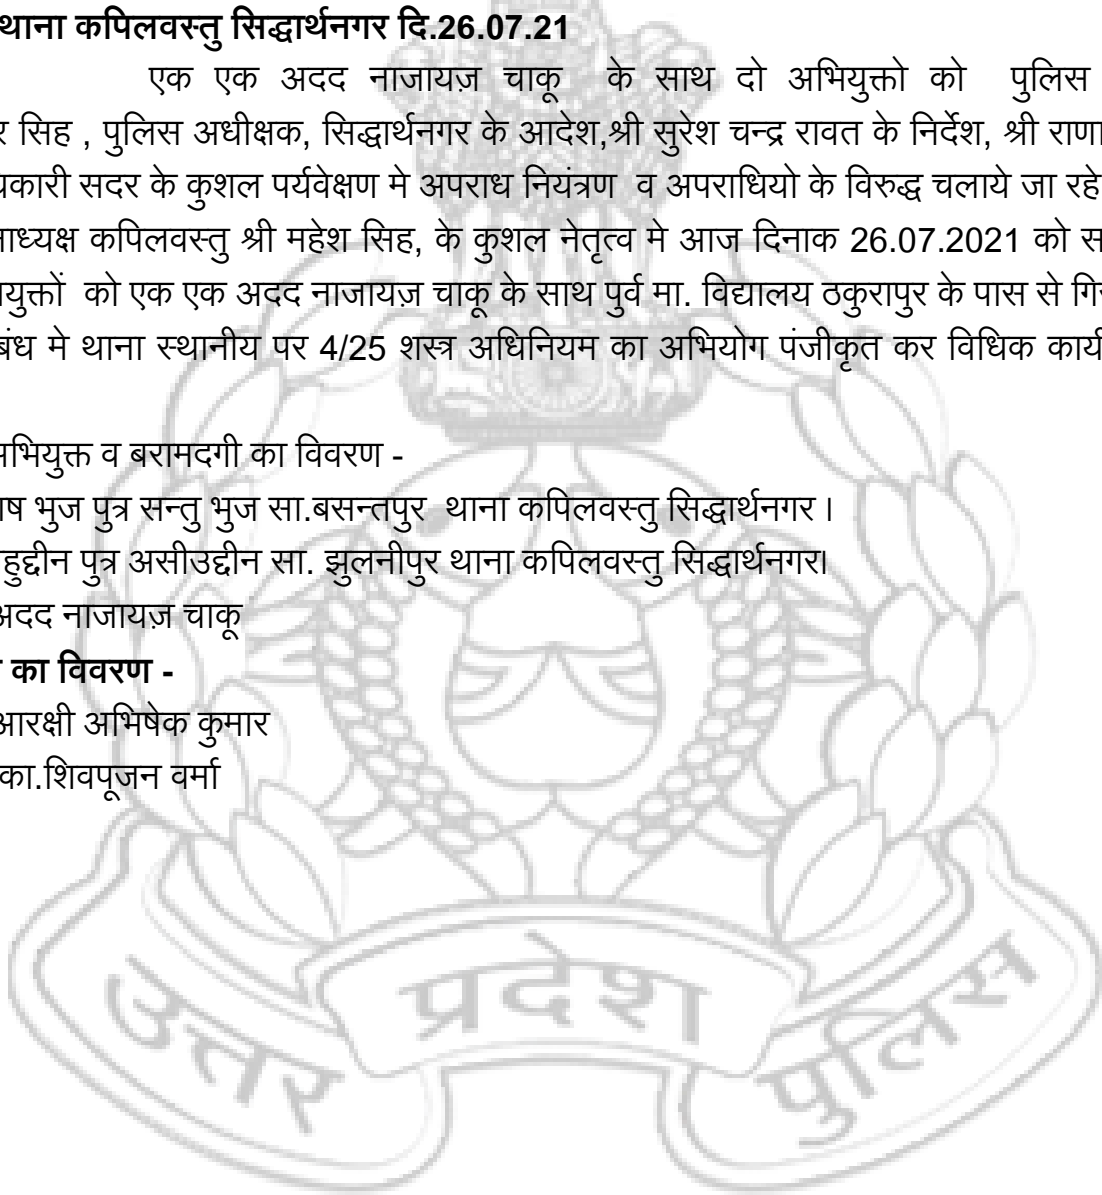 थाना कपिलवस्तु सिद्धार्थनगर दि.26.07.21
एक एक अदद नाजायज़ चाकू के साथ दो अभियुक्तो को पुलिस
र सिह , पुलिस अधीक्षक, सिद्धार्थनगर के आदेश,श्री सुरेश चन्द्र रावत के निर्देश, श्री राणा
कारी सदर के कुशल पर्यवेक्षण मे अपराध नियंत्रण व अपराधियो के विरुद्ध चलाये जा रहे
ाध्यक्ष कपिलवस्तु श्री महेश सिह, के कुशल नेतृत्व मे आज दिनाक 26.07.2021 को स
युक्तों को एक एक अदद नाजायज़ चाकू के साथ पुर्व मा. विद्यालय ठकुरापुर के पास से गि
बंध मे थाना स्थानीय पर 4/25 शस्त्र अधिनियम का अभियोग पंजीकृत कर विधिक कार्य
भियुक्त व बरामदगी का विवरण -
ाष भुज पुत्र सन्तु भुज सा.बसन्तपुर थाना कपिलवस्तु सिद्धार्थनगर ।
हुद्दीन पुत्र असीउद्दीन सा. झुलनीपुर थाना कपिलवस्तु सिद्धार्थनगर।
अदद नाजायज़ चाकू
का विवरण -
आरक्षी अभिषेक कुमार
का.शिवपूजन वर्मा
उत्तर प्रदेश पुलिस